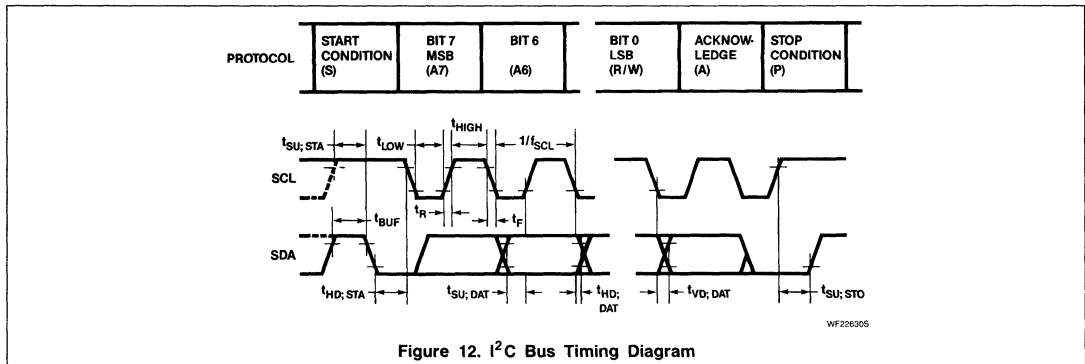 PROTOCOL
START CONDITION (S)
BIT 7 MSB (A7)
BIT 6 (A6)
BIT 0 LSB (R/W)
ACKNOW- LEDGE (A)
STOP CONDITION (P)
tSU; STA
tLOW
tHIGH
1/fSCL
SCL
tR
tF
tBUF
SDA
tHD; STA
tSU; DAT
tHD; DAT
tVD; DAT
tSU; STO
WF22630S
Figure 12. I²C Bus Timing Diagram